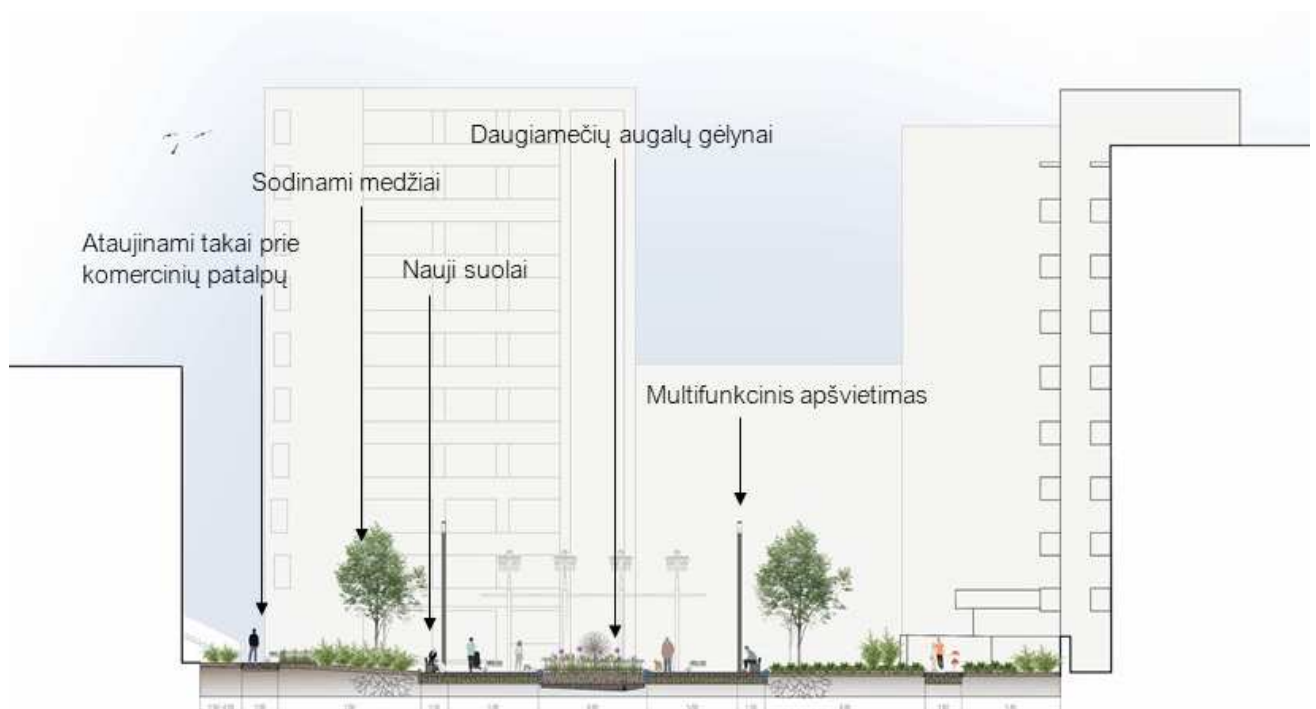 Daugiamečių augalų gėlynai
Sodinami medžiai
Ataujinami takai prie
komercinių patalpų
Nauji suolai
Multifunkcinis apšvietimas